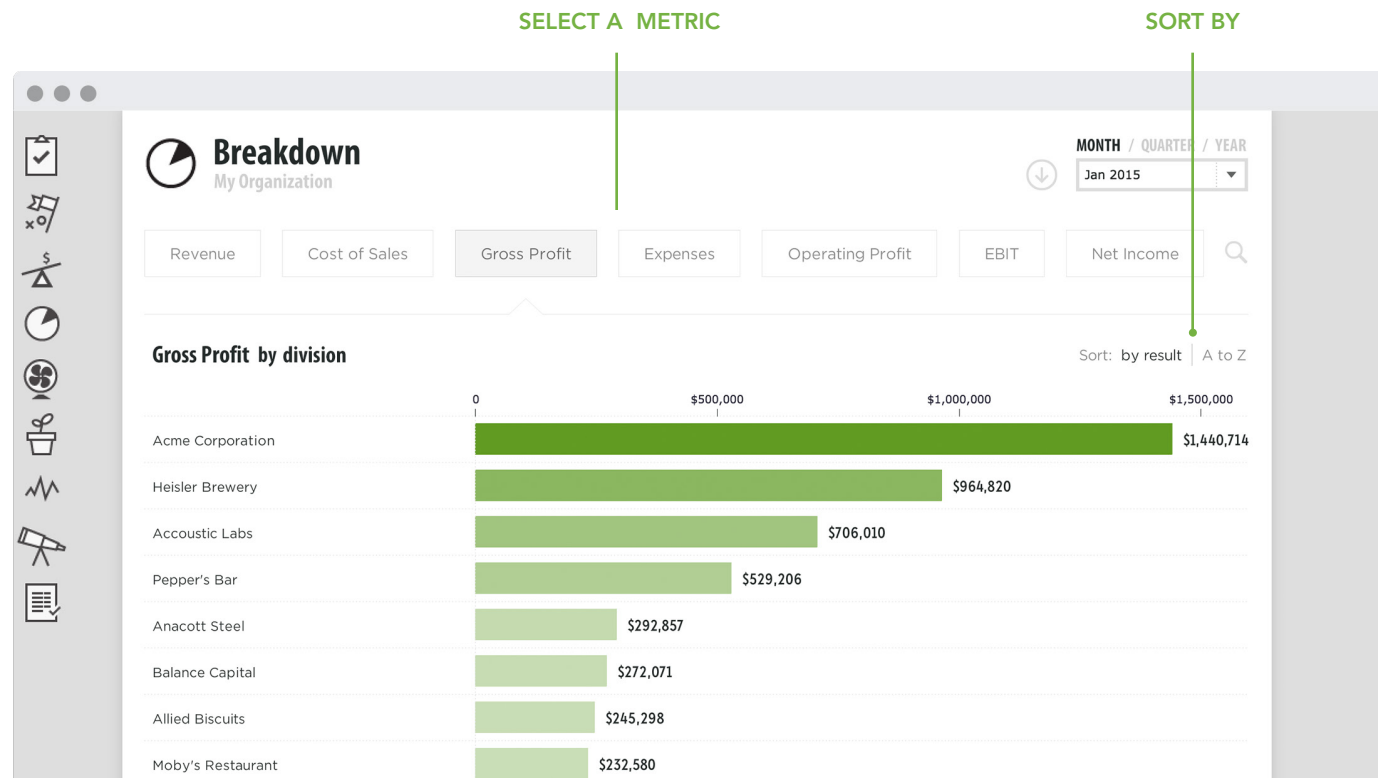 SELECT A METRIC
SORT BY
Breakdown
My Organization
MONTH / QUARTER / YEAR
Jan 2015
Revenue
Cost of Sales
Gross Profit
Expenses
Operating Profit
EBIT
Net Income
Gross Profit by division
Sort: by result | A to Z
0 $500,000 $1,000,000 $1,500,000
Acme Corporation $1,440,714
Heisler Brewery $964,820
Accoustic Labs $706,010
Pepper's Bar $529,206
Anacott Steel $292,857
Balance Capital $272,071
Allied Biscuits $245,298
Moby's Restaurant $232,580